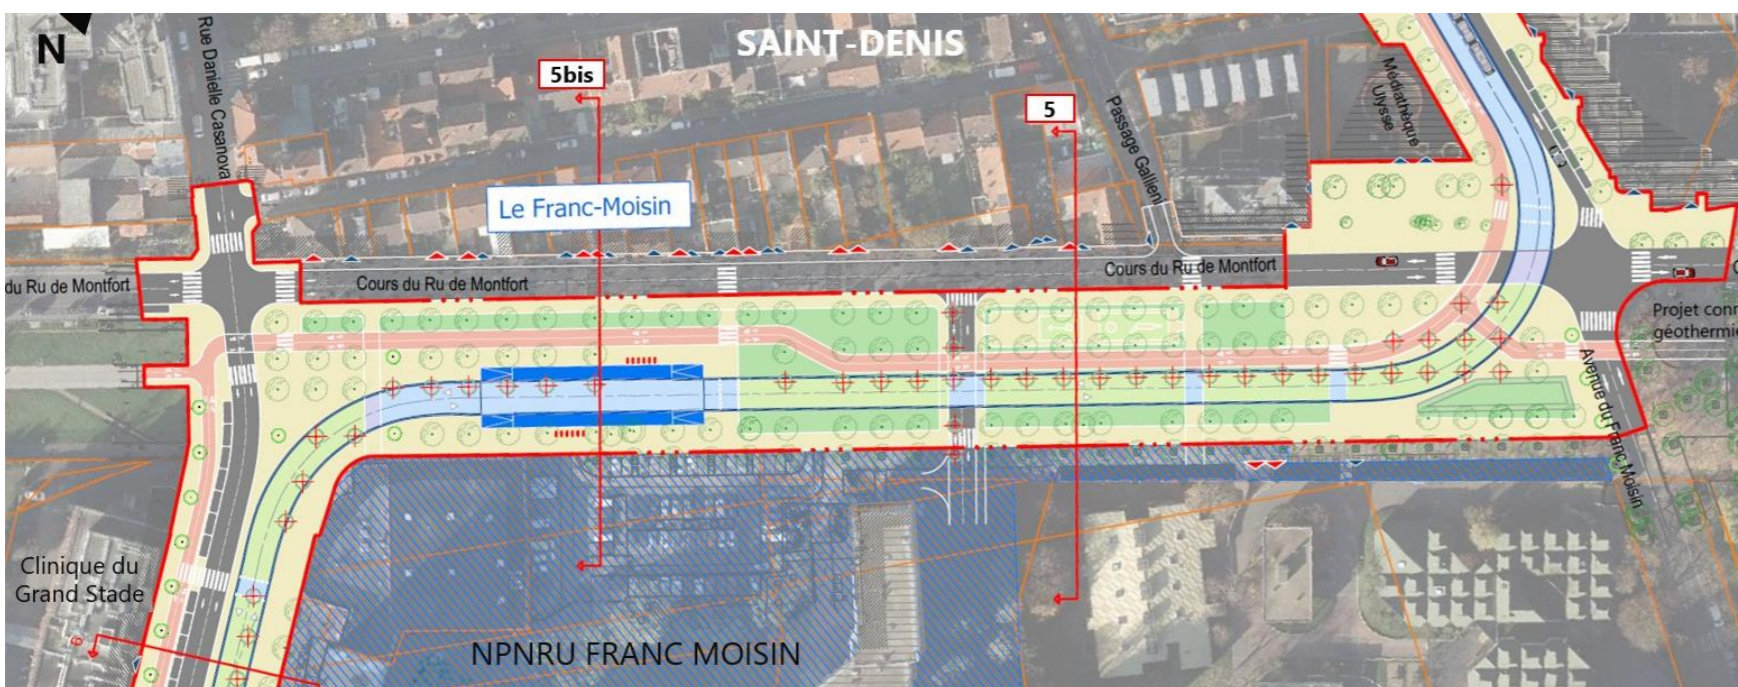 N
Rue Danielle Casanova
SAINT-DENIS
5bis
5
Passage Gallieni
Médiathèque
Ulysse
Le Franc-Moisin
du Ru de Montfort
Cours du Ru de Montfort
Cours du Ru de Montfort
C
Projet conn
géothermie
Avenue du Franc Moisin
Clinique du
Grand Stade
6
NPNRU FRANC MOISIN